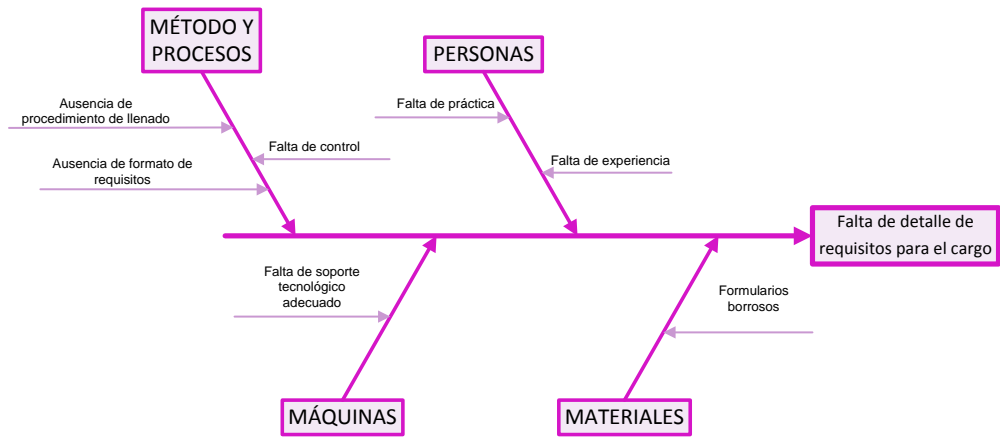 MÉTODO Y
PROCESOS
PERSONAS
Ausencia de
procedimiento de llenado
Falta de práctica
Falta de control
Ausencia de formato de
requisitos
Falta de experiencia
Falta de detalle de
requisitos para el cargo
Falta de soporte
tecnológico
adecuado
Formularios
borrosos
MÁQUINAS
MATERIALES